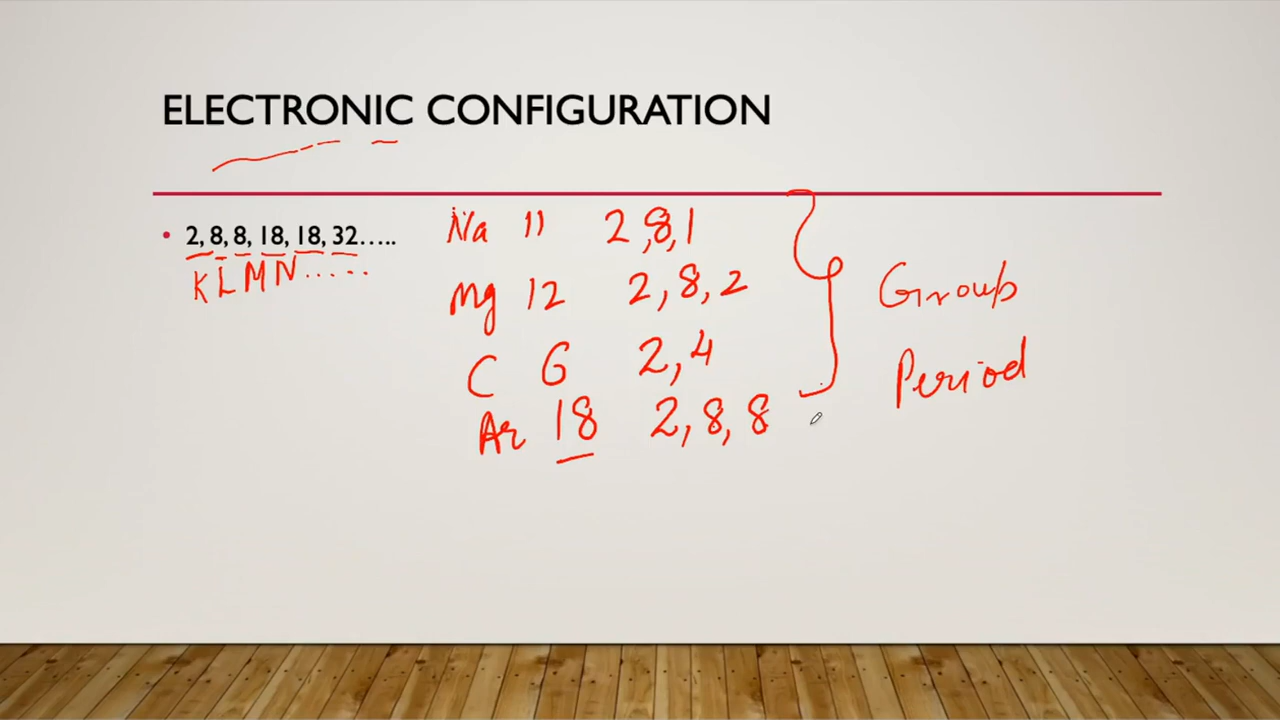 ELECTRONIC CONFIGURATION
• 2, 8, 8, 18, 18, 32…..
K L M N .....
Na 11 2,8,1
Mg 12 2,8,2
C 6 2,4
Ar 18 2,8,8
Group
Period